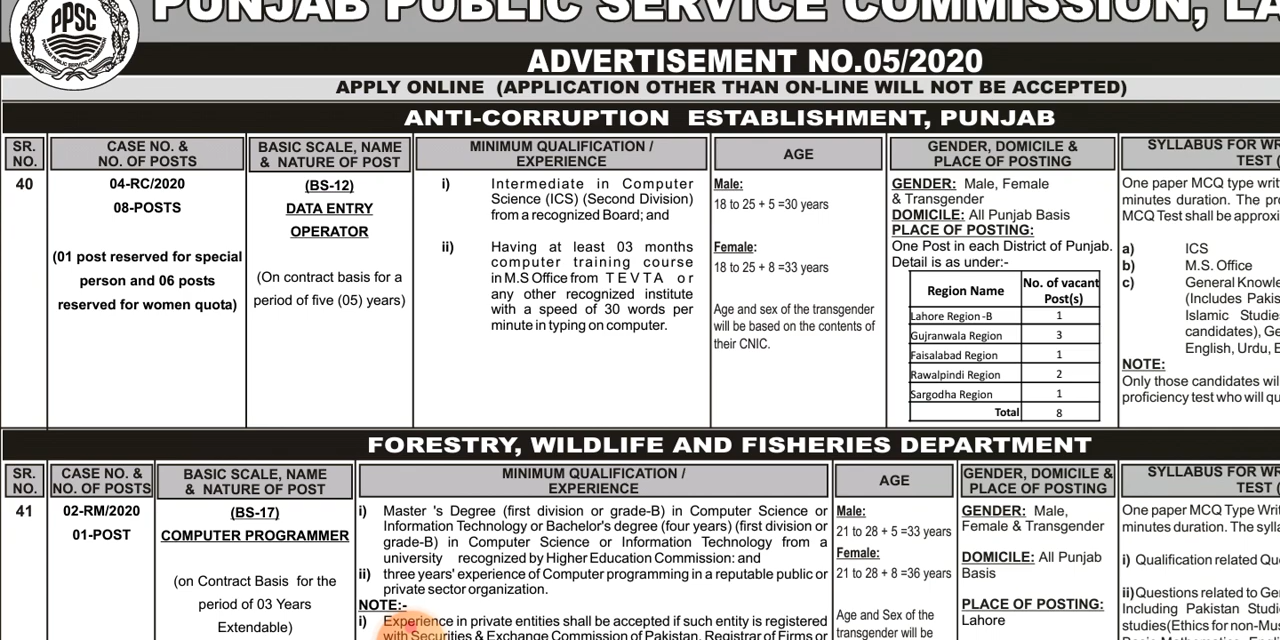 PUNJAB PUBLIC SERVICE COMMISSION,
PPSC
ADVERTISEMENT NO.05/2020
APPLY ONLINE (APPLICATION OTHER THAN ON-LINE WILL NOT BE ACCEPTED)
ANTI-CORRUPTION ESTABLISHMENT, PUNJAB
SR. NO.
CASE NO. & NO. OF POSTS
BASIC SCALE, NAME & NATURE OF POST
MINIMUM QUALIFICATION / EXPERIENCE
AGE
GENDER, DOMICILE & PLACE OF POSTING
SYLLABUS FOR
TEST
40
04-RC/2020
08-POSTS
(01 post reserved for special
person and 06 posts
reserved for women quota)
(BS-12)
DATA ENTRY
OPERATOR
(On contract basis for a
period of five (05) years)
i) Intermediate in Computer
Science (ICS) (Second Division)
from a recognized Board; and
ii) Having at least 03 months
computer training course
in M.S Office from TEVTA or
any other recognized institute
with a speed of 30 words per
minute in typing on computer.
Male:
18 to 25 + 5 =30 years
Female:
18 to 25 + 8 =33 years
Age and sex of the transgender
will be based on the contents of
their CNIC.
GENDER: Male, Female
& Transgender
DOMICILE: All Punjab Basis
PLACE OF POSTING:
One Post in each District of Punjab.
Detail is as under:-
Region Name No. of vacant Post(s)
Lahore Region -B 1
Gujranwala Region 3
Faisalabad Region 1
Rawalpindi Region 2
Sargodha Region 1
Total 8
One paper MCQ type
minutes duration. The
MCQ Test shall be
a) ICS
b) M.S. Office
c) General
(Includes
Islamic
candidates),
English, Urdu,
NOTE:
Only those candidates
proficiency test who will
FORESTRY, WILDLIFE AND FISHERIES DEPARTMENT
SR. NO.
CASE NO. & NO. OF POSTS
BASIC SCALE, NAME & NATURE OF POST
MINIMUM QUALIFICATION / EXPERIENCE
AGE
GENDER, DOMICILE & PLACE OF POSTING
SYLLABUS FOR
TEST
41
02-RM/2020
01-POST
(BS-17)
COMPUTER PROGRAMMER
(on Contract Basis for the
period of 03 Years
Extendable)
i) Master 's Degree (first division or grade-B) in Computer Science or
Information Technology or Bachelor's degree (four years) (first division or
grade-B) in Computer Science or Information Technology from a
university recognized by Higher Education Commission: and
ii) three years' experience of Computer programming in a reputable public or
private sector organization.
NOTE:-
i) Experience in private entities shall be accepted if such entity is registered
with Securities & Exchange Commission of Pakistan, Registrar of Firms or
Male:
21 to 28 + 5 =33 years
Female:
21 to 28 + 8 =36 years
Age and Sex of the
transgender will be
GENDER: Male,
Female & Transgender
DOMICILE: All Punjab
Basis
PLACE OF POSTING:
Lahore
One paper MCQ Type
minutes duration. The
i) Qualification related
ii)Questions related to
Including Pakistan
studies(Ethics for